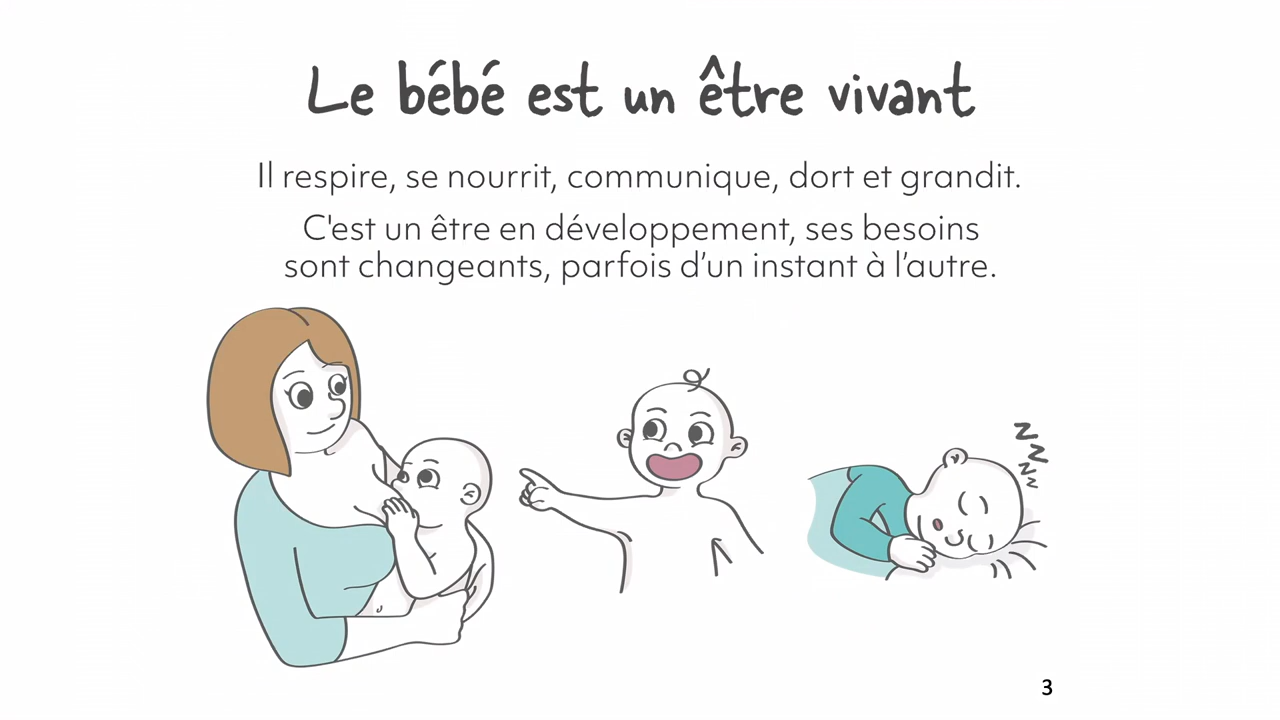 Le bébé est un être vivant
Il respire, se nourrit, communique, dort et grandit.
C'est un être en développement, ses besoins
sont changeants, parfois d’un instant à l’autre.
z
z
z
z
3